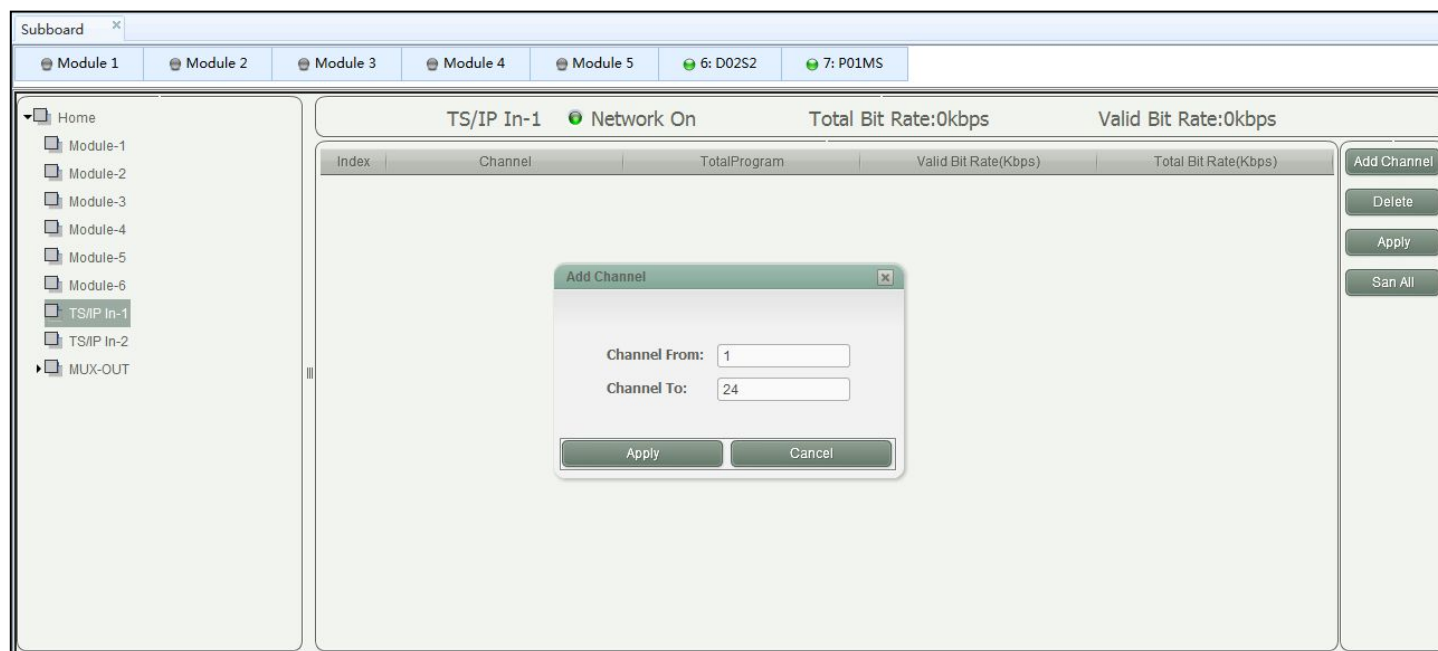 Subboard
Module 1 Module 2 Module 3 Module 4 Module 5 6: D02S2 7: P01MS
Home
Module-1
Module-2
Module-3
Module-4
Module-5
Module-6
TS/IP In-1
TS/IP In-2
MUX-OUT
TS/IP In-1 Network On Total Bit Rate:0kbps Valid Bit Rate:0kbps
Index Channel TotalProgram Valid Bit Rate(Kbps) Total Bit Rate(Kbps)
Add Channel
Channel From: 1
Channel To: 24
Apply Cancel
Add Channel
Delete
Apply
San All